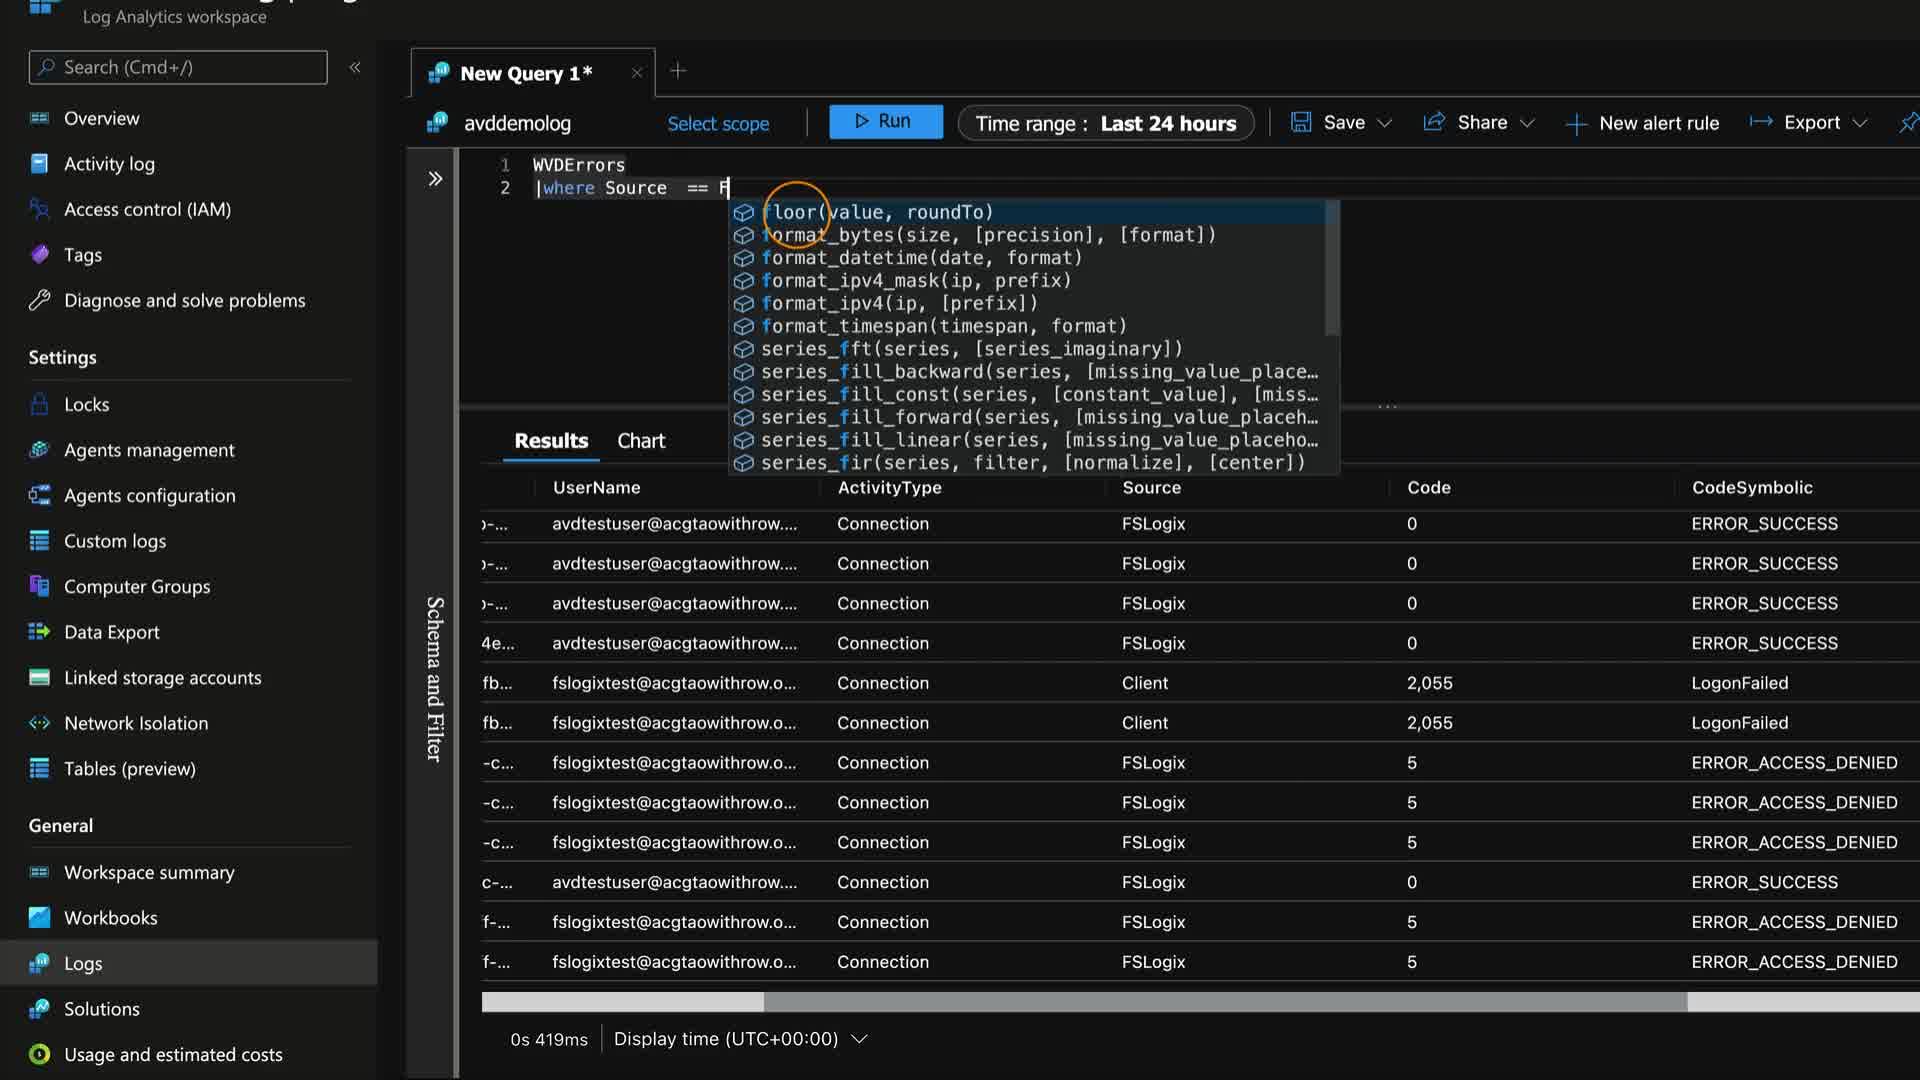 Log Analytics workspace
Search (Cmd+/)
«
Overview
Activity log
Access control (IAM)
Tags
Diagnose and solve problems
Settings
Locks
Agents management
Agents configuration
Custom logs
Computer Groups
Data Export
Linked storage accounts
Network Isolation
Tables (preview)
General
Workspace summary
Workbooks
Logs
Solutions
Usage and estimated costs
New Query 1*
avddemolog
Select scope
Run
Time range : Last 24 hours
Save
Share
New alert rule
Export
»
Schema and Filter
1 WVDErrors
2 |where Source == F
floor(value, roundTo)
format_bytes(size, [precision], [format])
format_datetime(date, format)
format_ipv4_mask(ip, prefix)
format_ipv4(ip, [prefix])
format_timespan(timespan, format)
series_fft(series, [series_imaginary])
series_fill_backward(series, [missing_value_place…
series_fill_const(series, [constant_value], [miss…
series_fill_forward(series, [missing_value_placeh…
series_fill_linear(series, [missing_value_placeho…
series_fir(series, filter, [normalize], [center])
Results Chart
UserName ActivityType Source Code CodeSymbolic
-... avdtestuser@acgtaowithrow.... Connection FSLogix 0 ERROR_SUCCESS
-... avdtestuser@acgtaowithrow.... Connection FSLogix 0 ERROR_SUCCESS
-... avdtestuser@acgtaowithrow.... Connection FSLogix 0 ERROR_SUCCESS
4e... avdtestuser@acgtaowithrow.... Connection FSLogix 0 ERROR_SUCCESS
fb... fslogixtest@acgtaowithrow.o... Connection Client 2,055 LogonFailed
fb... fslogixtest@acgtaowithrow.o... Connection Client 2,055 LogonFailed
-c... fslogixtest@acgtaowithrow.o... Connection FSLogix 5 ERROR_ACCESS_DENIED
-c... fslogixtest@acgtaowithrow.o... Connection FSLogix 5 ERROR_ACCESS_DENIED
-c... fslogixtest@acgtaowithrow.o... Connection FSLogix 5 ERROR_ACCESS_DENIED
c-... avdtestuser@acgtaowithrow.... Connection FSLogix 0 ERROR_SUCCESS
f-... fslogixtest@acgtaowithrow.o... Connection FSLogix 5 ERROR_ACCESS_DENIED
f-... fslogixtest@acgtaowithrow.o... Connection FSLogix 5 ERROR_ACCESS_DENIED
0s 419ms Display time (UTC+00:00)